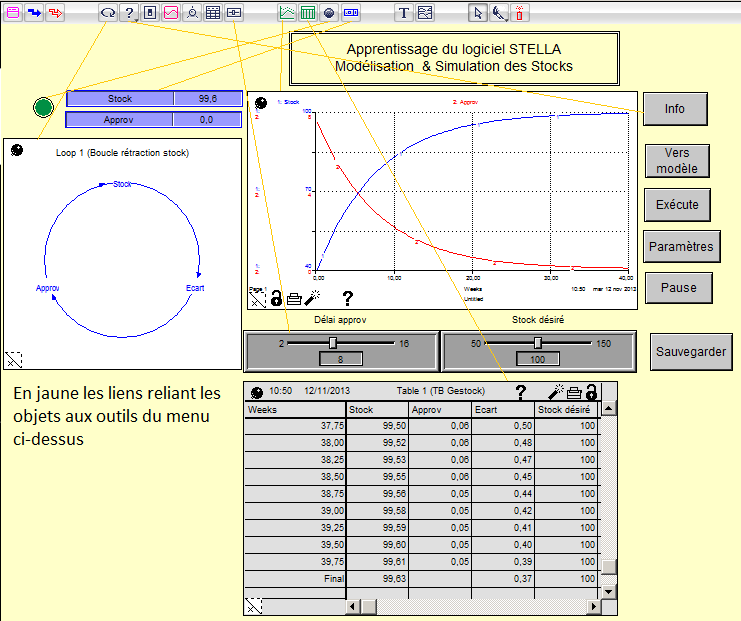 ?
T
Apprentissage du logiciel STELLA
Modélisation & Simulation des Stocks
Stock 99,6
Approv 0,0
Info
Vers
modèle
Exécute
Paramètres
Pause
Sauvegarder
Loop 1 (Boucle rétraction stock)
Stock
Approv
Ecart
1: Stock
2: Approv
100
70
40
0,00 10,00 20,00 30,00 40,00
Page 1
Weeks
10:50 mar 12 nov 2013
Untitled
?
Délai approv
Stock désiré
2 16
8
50 150
100
En jaune les liens reliant les
objets aux outils du menu
ci-dessus
10:50 12/11/2013 Table 1 (TB Gestock) ?
Weeks Stock Approv Ecart Stock désiré
37,75 99,50 0,06 0,50 100
38,00 99,52 0,06 0,48 100
38,25 99,53 0,06 0,47 100
38,50 99,55 0,06 0,45 100
38,75 99,56 0,05 0,44 100
39,00 99,58 0,05 0,42 100
39,25 99,59 0,05 0,41 100
39,50 99,60 0,05 0,40 100
39,75 99,61 0,05 0,39 100
Final 99,63 0,37 100